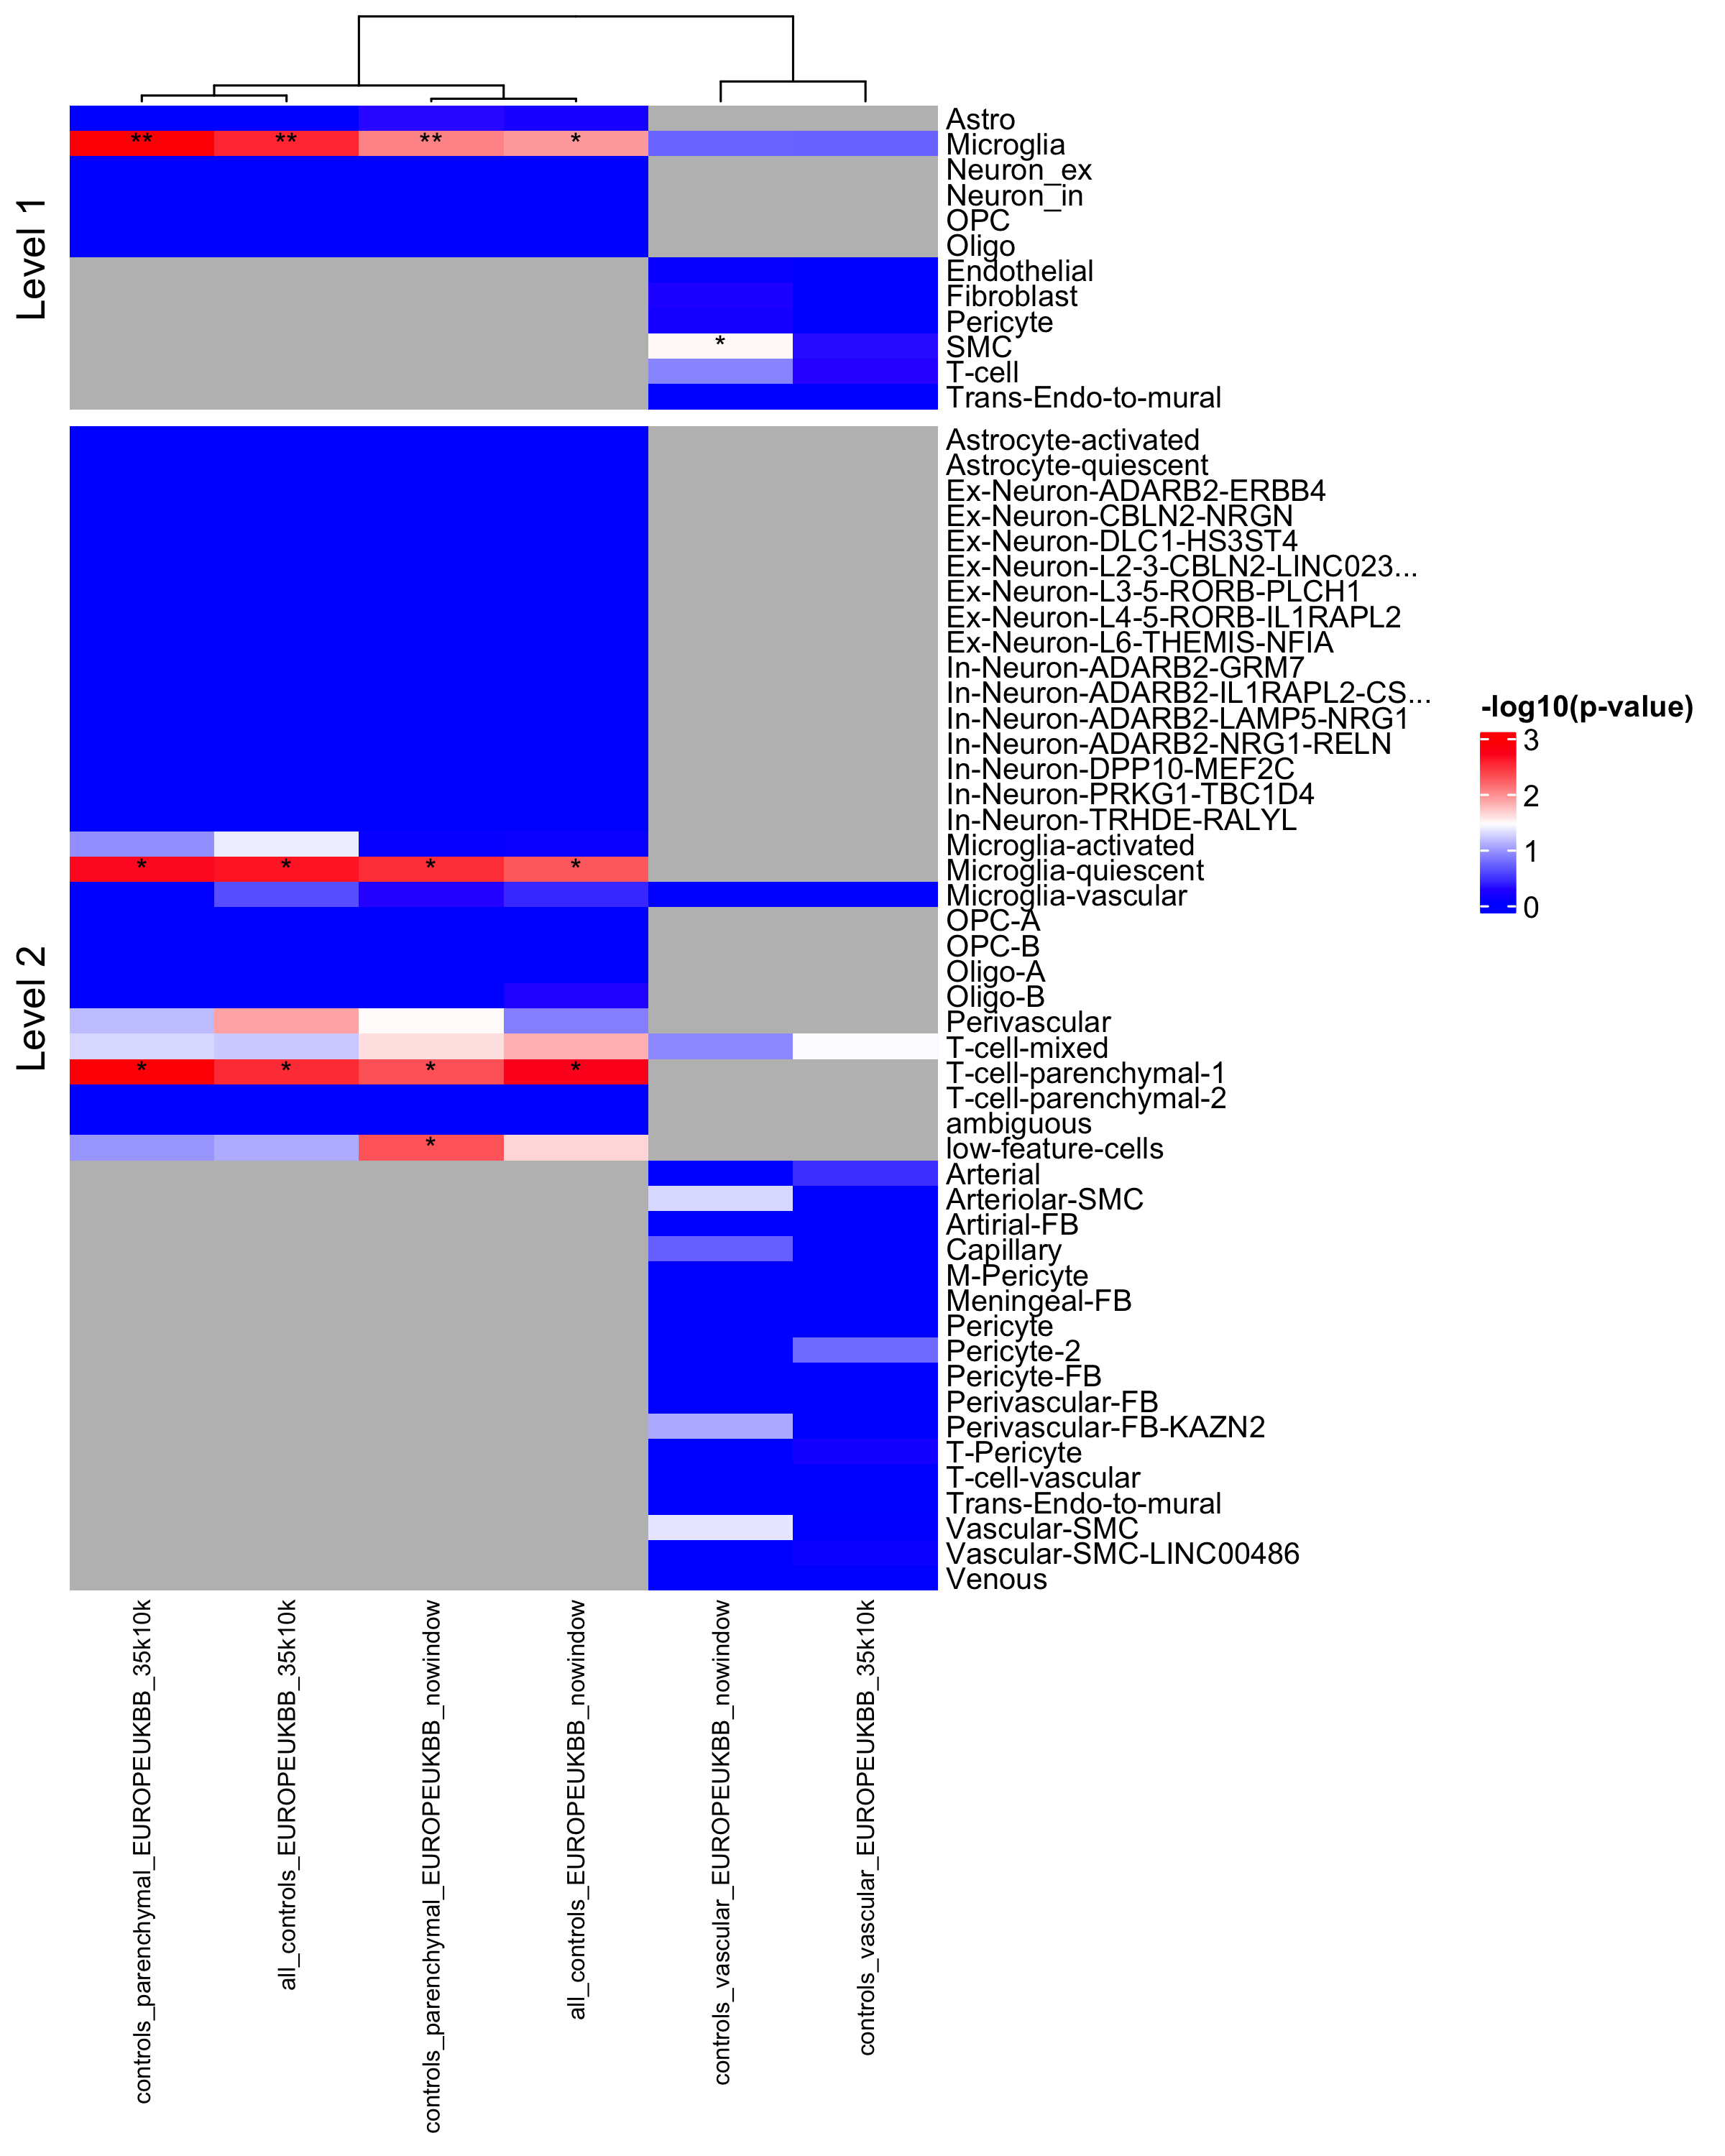 Level 1
**
**
**
*
*
Astro
Microglia
Neuron_ex
Neuron_in
OPC
Oligo
Endothelial
Fibroblast
Pericyte
SMC
T-cell
Trans-Endo-to-mural
Level 2
*
*
*
*
*
*
*
*
*
Astrocyte-activated
Astrocyte-quiescent
Ex-Neuron-ADARB2-ERBB4
Ex-Neuron-CBLN2-NRGN
Ex-Neuron-DLC1-HS3ST4
Ex-Neuron-L2-3-CBLN2-LINC023...
Ex-Neuron-L3-5-RORB-PLCH1
Ex-Neuron-L4-5-RORB-IL1RAPL2
Ex-Neuron-L6-THEMIS-NFIA
In-Neuron-ADARB2-GRM7
In-Neuron-ADARB2-IL1RAPL2-CS...
In-Neuron-ADARB2-LAMP5-NRG1
In-Neuron-ADARB2-NRG1-RELN
In-Neuron-DPP10-MEF2C
In-Neuron-PRKG1-TBC1D4
In-Neuron-TRHDE-RALYL
Microglia-activated
Microglia-quiescent
Microglia-vascular
OPC-A
OPC-B
Oligo-A
Oligo-B
Perivascular
T-cell-mixed
T-cell-parenchymal-1
T-cell-parenchymal-2
ambiguous
low-feature-cells
Arterial
Arteriolar-SMC
Artirial-FB
Capillary
M-Pericyte
Meningeal-FB
Pericyte
Pericyte-2
Pericyte-FB
Perivascular-FB
Perivascular-FB-KAZN2
T-Pericyte
T-cell-vascular
Trans-Endo-to-mural
Vascular-SMC
Vascular-SMC-LINC00486
Venous
controls_parenchymal_EUROPEUKBB_35k10k
all_controls_EUROPEUKBB_35k10k
controls_parenchymal_EUROPEUKBB_nowindow
all_controls_EUROPEUKBB_nowindow
controls_vascular_EUROPEUKBB_nowindow
controls_vascular_EUROPEUKBB_35k10k
-log10(p-value)
3
2
1
0